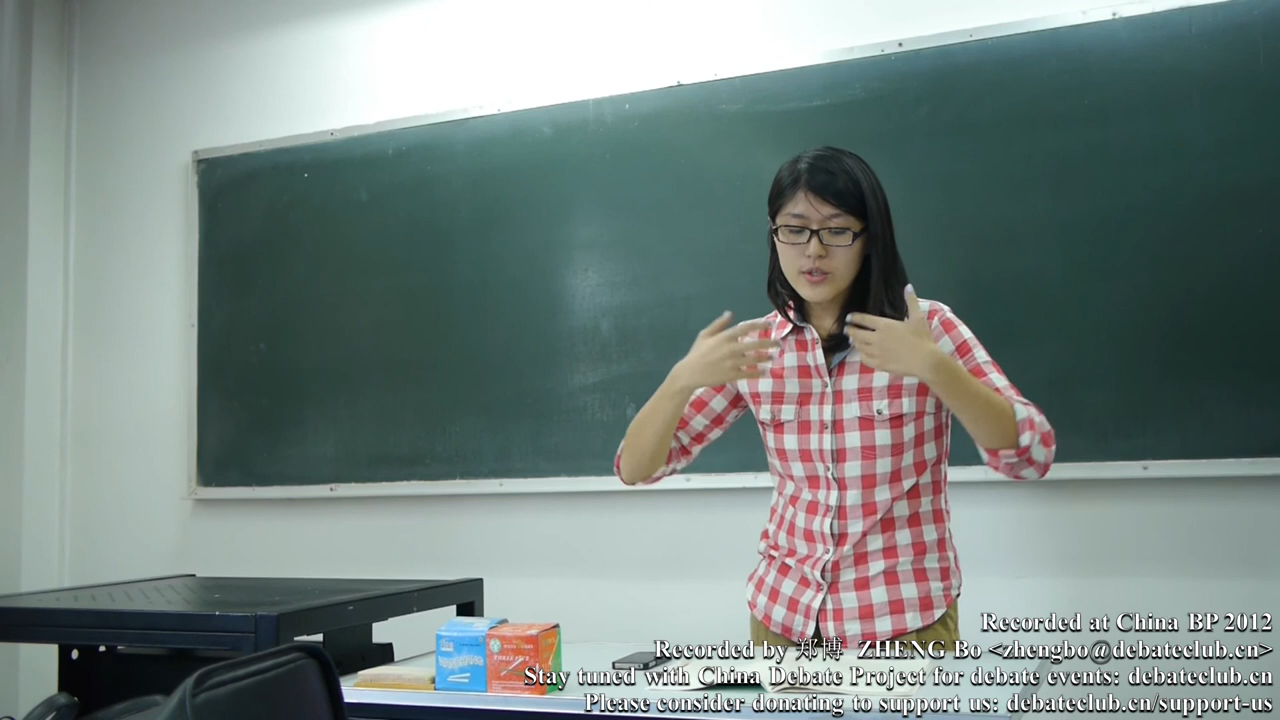 Recorded at China BP 2012
Recorded by 郑博 ZHENG Bo <zhengbo@debateclub.cn>
Stay tuned with China Debate Project for debate events: debateclub.cn
Please consider donating to support us: debateclub.cn/support-us